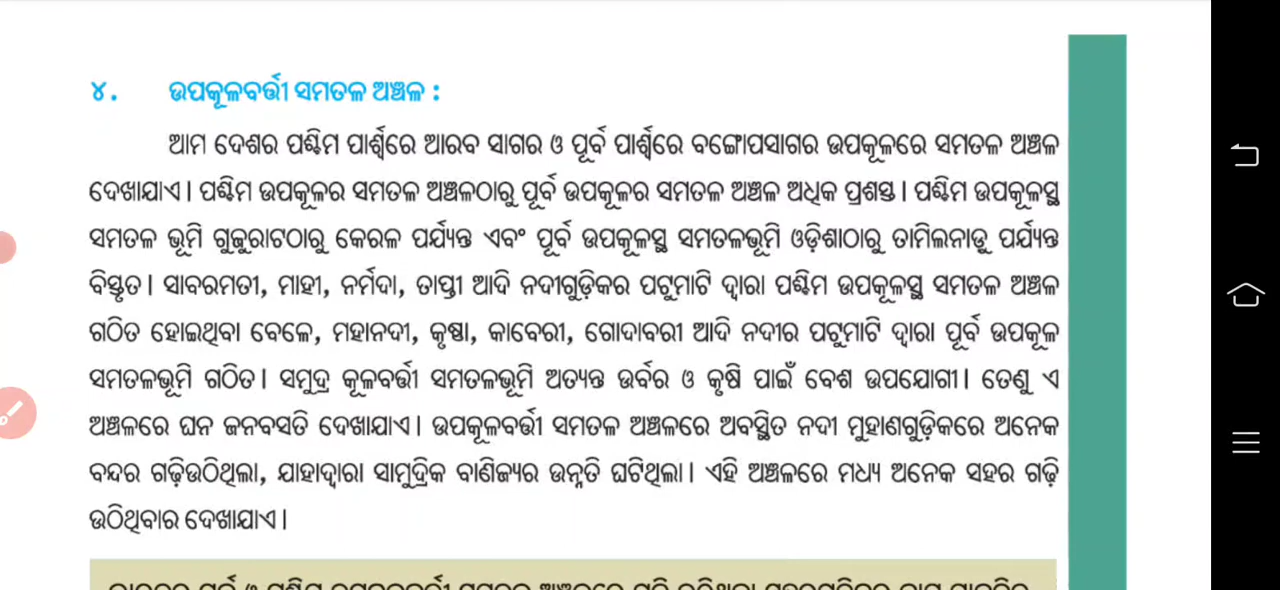 ୪. ଉପକୂଳବର୍ତ୍ତୀ ସମତଳ ଅଞ୍ଚଳ :
ଆମ ଦେଶର ପଶ୍ଚିମ ପାର୍ଶ୍ୱରେ ଆରବ ସାଗର ଓ ପୂର୍ବ ପାର୍ଶ୍ୱରେ ବଙ୍ଗୋପସାଗର ଉପକୂଳରେ ସମତଳ ଅଞ୍ଚଳ
ଦେଖାଯାଏ। ପଶ୍ଚିମ ଉପକୂଳର ସମତଳ ଅଞ୍ଚଳଠାରୁ ପୂର୍ବ ଉପକୂଳର ସମତଳ ଅଞ୍ଚଳ ଅଧିକ ପ୍ରଶସ୍ତ। ପଶ୍ଚିମ ଉପକୂଳସ୍ଥ
ସମତଳ ଭୂମି ଗୁଜୁରାଟଠାରୁ କେରଳ ପର୍ଯ୍ୟନ୍ତ ଏବଂ ପୂର୍ବ ଉପକୂଳସ୍ଥ ସମତଳଭୂମି ଓଡ଼ିଶାଠାରୁ ତାମିଲନାଡୁ ପର୍ଯ୍ୟନ୍ତ
ବିସ୍ତୃତ। ସାବରମତୀ, ମାହୀ, ନର୍ମଦା, ତାପ୍ତୀ ଆଦି ନଦୀଗୁଡ଼ିକର ପଟୁମାଟି ଦ୍ୱାରା ପଶ୍ଚିମ ଉପକୂଳସ୍ଥ ସମତଳ ଅଞ୍ଚଳ
ଗଠିତ ହୋଇଥିବା ବେଳେ, ମହାନଦୀ, କୃଷ୍ଣା, କାବେରୀ, ଗୋଦାବରୀ ଆଦି ନଦୀର ପଟୁମାଟି ଦ୍ୱାରା ପୂର୍ବ ଉପକୂଳ
ସମତଳଭୂମି ଗଠିତ। ସମୁଦ୍ର କୂଳବର୍ତ୍ତୀ ସମତଳଭୂମି ଅତ୍ୟନ୍ତ ଉର୍ବର ଓ କୃଷି ପାଇଁ ବେଶ ଉପଯୋଗୀ। ତେଣୁ ଏ
ଅଞ୍ଚଳରେ ଘନ ଜନବସତି ଦେଖାଯାଏ। ଉପକୂଳବର୍ତ୍ତୀ ସମତଳ ଅଞ୍ଚଳରେ ଅବସ୍ଥିତ ନଦୀ ମୁହାଣଗୁଡ଼ିକରେ ଅନେକ
ବନ୍ଦର ଗଢ଼ିଉଠିଥିଲା, ଯାହାଦ୍ୱାରା ସାମୁଦ୍ରିକ ବାଣିଜ୍ୟର ଉନ୍ନତି ଘଟିଥିଲା। ଏହି ଅଞ୍ଚଳରେ ମଧ୍ୟ ଅନେକ ସହର ଗଢ଼ି
ଉଠିଥିବାର ଦେଖାଯାଏ।